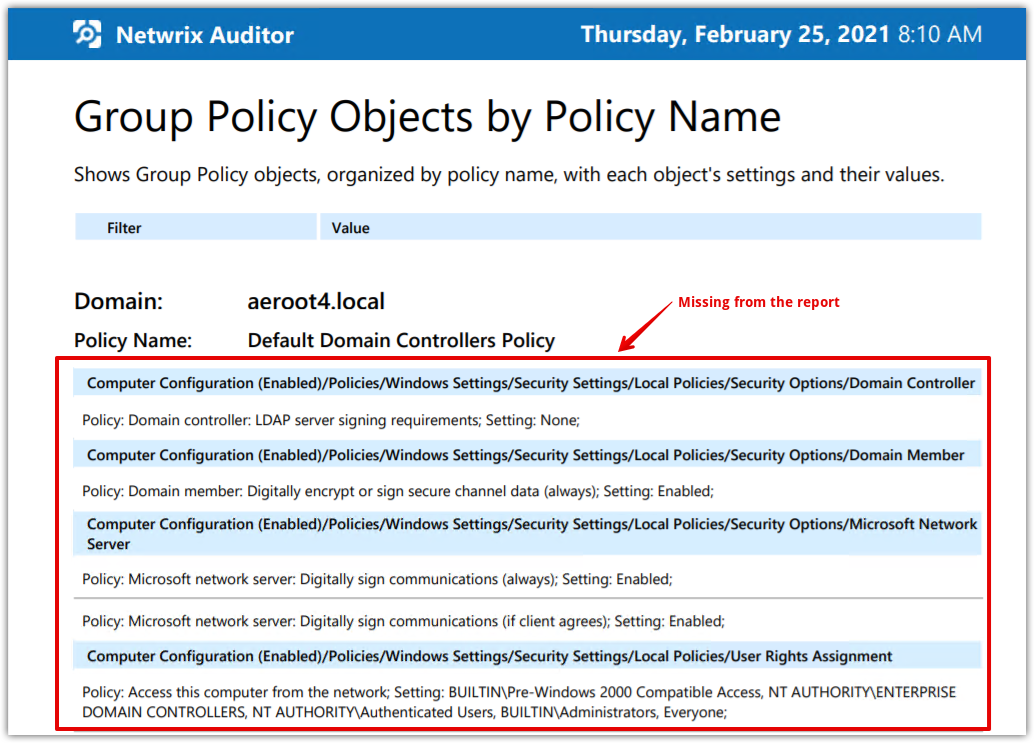 Netwrix Auditor
Thursday, February 25, 2021 8:10 AM
Group Policy Objects by Policy Name
Shows Group Policy objects, organized by policy name, with each object's settings and their values.
Filter
Value
Domain:
aeroot4.local
Missing from the report
Policy Name:
Default Domain Controllers Policy
Computer Configuration (Enabled)/Policies/Windows Settings/Security Settings/Local Policies/Security Options/Domain Controller
Policy: Domain controller: LDAP server signing requirements; Setting: None;
Computer Configuration (Enabled)/Policies/Windows Settings/Security Settings/Local Policies/Security Options/Domain Member
Policy: Domain member: Digitally encrypt or sign secure channel data (always); Setting: Enabled;
Computer Configuration (Enabled)/Policies/Windows Settings/Security Settings/Local Policies/Security Options/Microsoft Network
Server
Policy: Microsoft network server: Digitally sign communications (always); Setting: Enabled;
Policy: Microsoft network server: Digitally sign communications (if client agrees); Setting: Enabled;
Computer Configuration (Enabled)/Policies/Windows Settings/Security Settings/Local Policies/User Rights Assignment
Policy: Access this computer from the network; Setting: BUILTIN\Pre-Windows 2000 Compatible Access, NT AUTHORITY\ENTERPRISE
DOMAIN CONTROLLERS, NT AUTHORITY\Authenticated Users, BUILTIN\Administrators, Everyone;